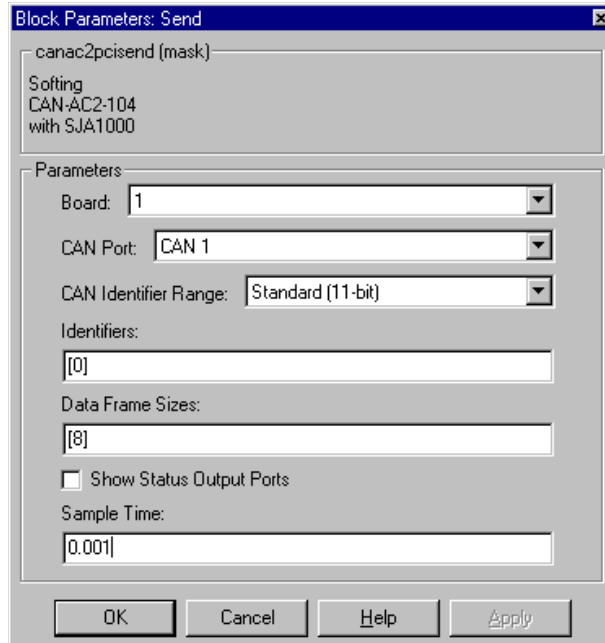 Block Parameters: Send
canac2pcisend (mask)
Softing
CAN-AC2-104
with SJA1000
Parameters
Board: 1
CAN Port: CAN 1
CAN Identifier Range: Standard (11-bit)
Identifiers:
[0]
Data Frame Sizes:
[8]
Show Status Output Ports
Sample Time:
0.001
OK Cancel Help Apply